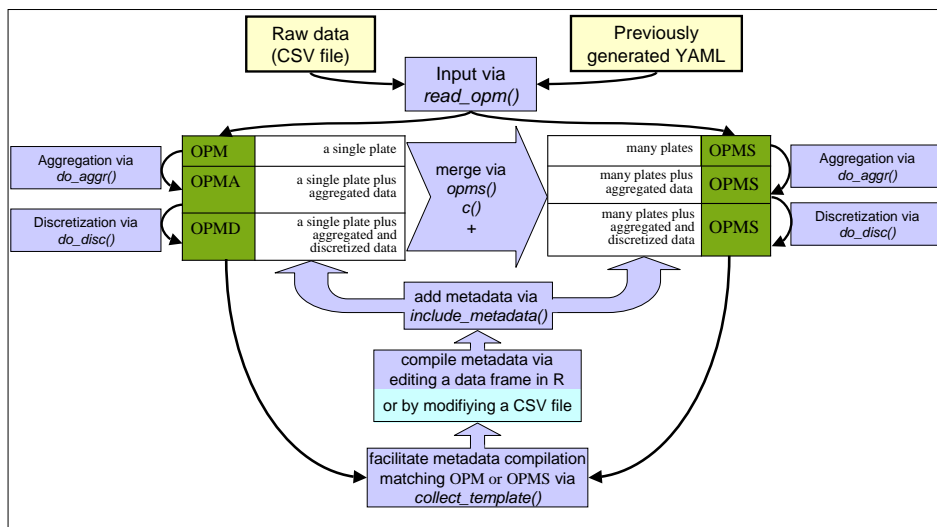 Raw data
(CSV file)
Previously
generated YAML
Input via
read_opm()
OPM
a single plate
OPMA
a single plate plus
aggregated data
OPMD
a single plate plus
aggregated and
discretized data
Aggregation via
do_aggr()
Discretization via
do_disc()
merge via
opms()
c()
+
many plates
OPMS
many plates plus
aggregated data
OPMS
many plates plus
aggregated and
discretized data
OPMS
Aggregation via
do_aggr()
Discretization via
do_disc()
add metadata via
include_metadata()
compile metadata via
editing a data frame in R
or by modifiying a CSV file
facilitate metadata compilation
matching OPM or OPMS via
collect_template()